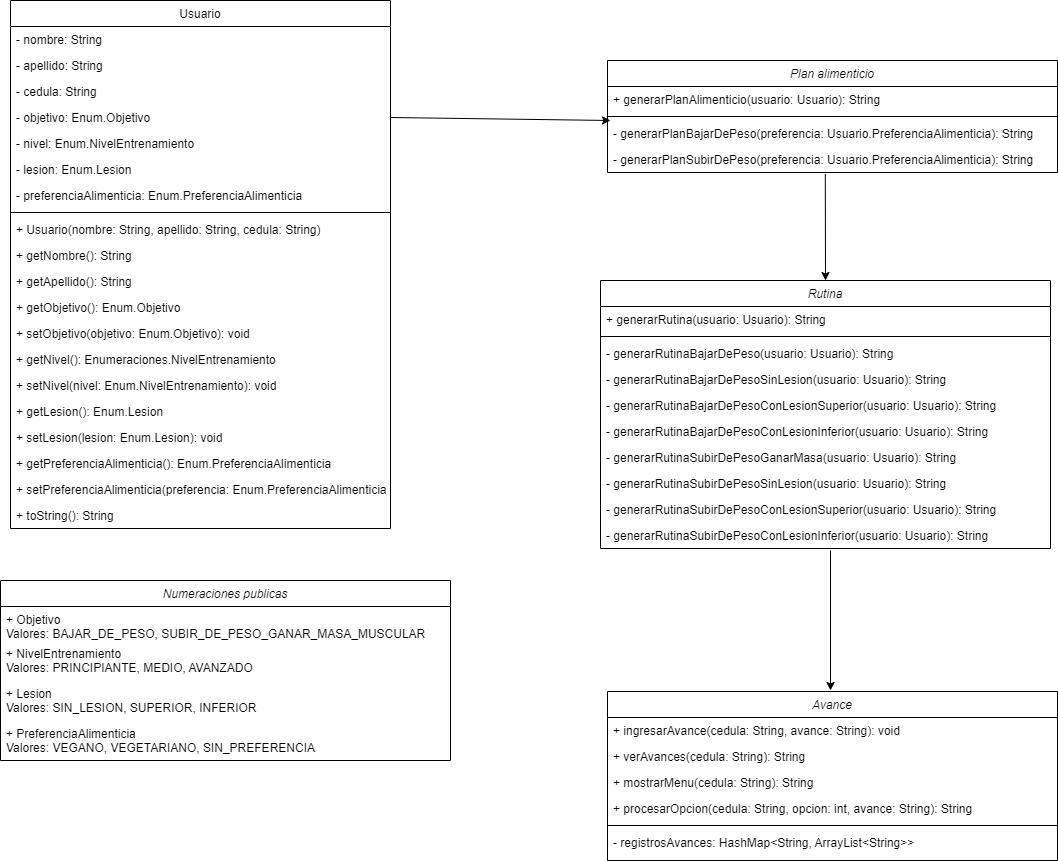 Usuario
- nombre: String
- apellido: String
- cedula: String
- objetivo: Enum.Objetivo
- nivel: Enum.NivelEntrenamiento
- lesion: Enum.Lesion
- preferenciaAlimenticia: Enum.PreferenciaAlimenticia
+ Usuario(nombre: String, apellido: String, cedula: String)
+ getNombre(): String
+ getApellido(): String
+ getObjetivo(): Enum.Objetivo
+ setObjetivo(objetivo: Enum.Objetivo): void
+ getNivel(): Enumeraciones.NivelEntrenamiento
+ setNivel(nivel: Enum.NivelEntrenamiento): void
+ getLesion(): Enum.Lesion
+ setLesion(lesion: Enum.Lesion): void
+ getPreferenciaAlimenticia(): Enum.PreferenciaAlimenticia
+ setPreferenciaAlimenticia(preferencia: Enum.PreferenciaAlimenticia
+ toString(): String
Numeraciones publicas
+ Objetivo
Valores: BAJAR_DE_PESO, SUBIR_DE_PESO_GANAR_MASA_MUSCULAR
+ NivelEntrenamiento
Valores: PRINCIPIANTE, MEDIO, AVANZADO
+ Lesion
Valores: SIN_LESION, SUPERIOR, INFERIOR
+ PreferenciaAlimenticia
Valores: VEGANO, VEGETARIANO, SIN_PREFERENCIA
Plan alimenticio
+ generarPlanAlimenticio(usuario: Usuario): String
- generarPlanBajarDePeso(preferencia: Usuario.PreferenciaAlimenticia): String
- generarPlanSubirDePeso(preferencia: Usuario.PreferenciaAlimenticia): String
Rutina
+ generarRutina(usuario: Usuario): String
- generarRutinaBajarDePeso(usuario: Usuario): String
- generarRutinaBajarDePesoSinLesion(usuario: Usuario): String
- generarRutinaBajarDePesoConLesionSuperior(usuario: Usuario): String
- generarRutinaBajarDePesoConLesionInferior(usuario: Usuario): String
- generarRutinaSubirDePesoGanarMasa(usuario: Usuario): String
- generarRutinaSubirDePesoSinLesion(usuario: Usuario): String
- generarRutinaSubirDePesoConLesionSuperior(usuario: Usuario): String
- generarRutinaSubirDePesoConLesionInferior(usuario: Usuario): String
Avance
+ ingresarAvance(cedula: String, avance: String): void
+ verAvances(cedula: String): String
+ mostrarMenu(cedula: String): String
+ procesarOpcion(cedula: String, opcion: int, avance: String): String
- registrosAvances: HashMap<String, ArrayList<String>>